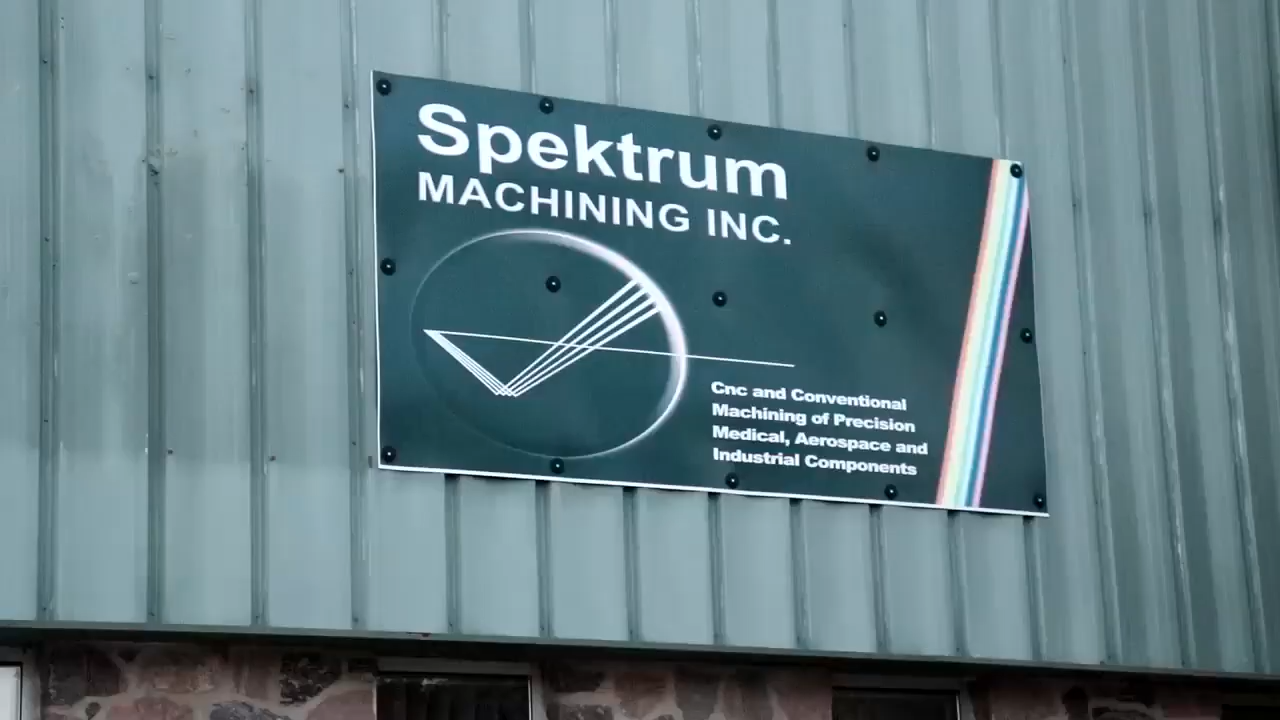 Spektrum
MACHINING INC.
Cnc and Conventional
Machining of Precision
Medical, Aerospace and
Industrial Components